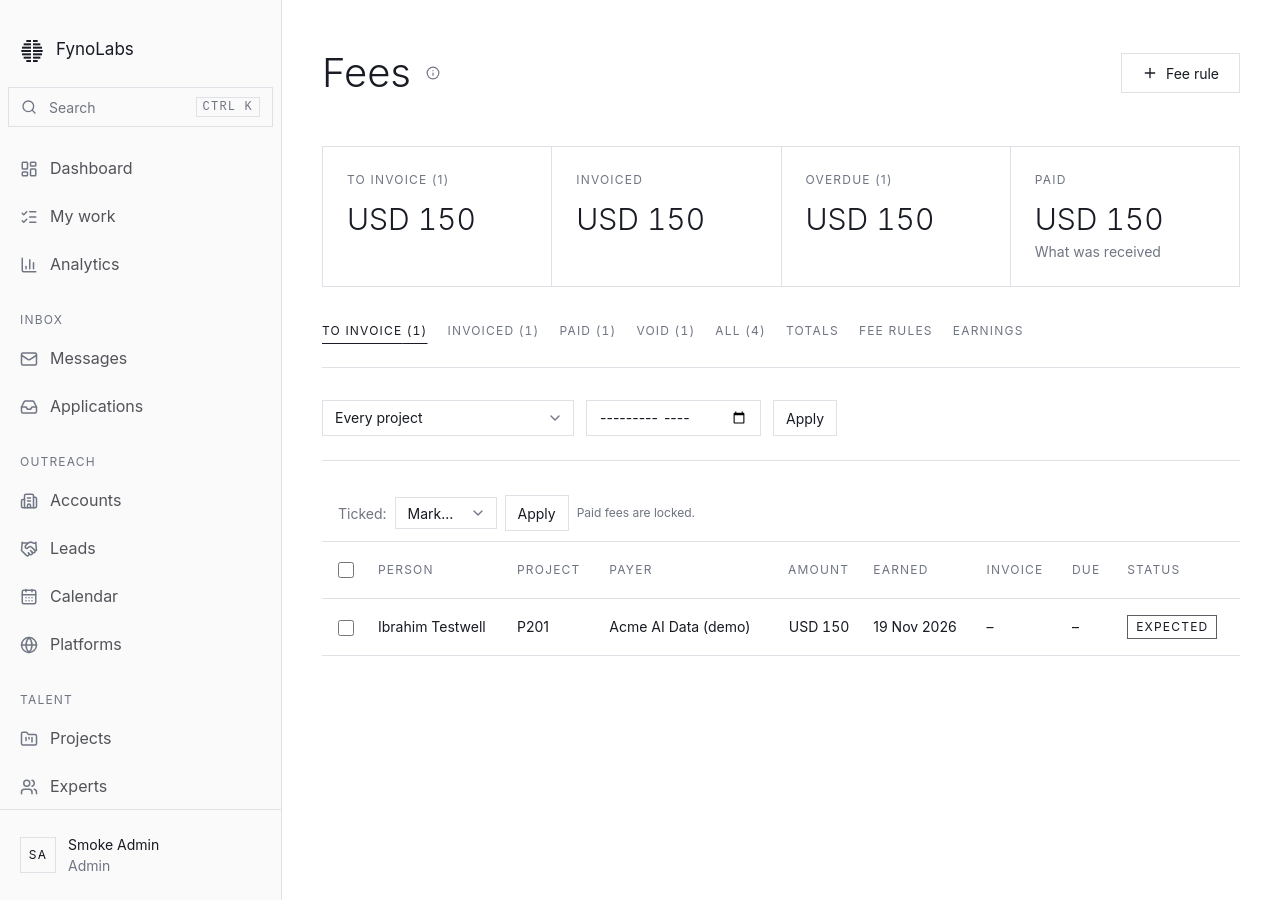 FynoLabs
Search CTRL K
Dashboard
My work
Analytics
INBOX
Messages
Applications
OUTREACH
Accounts
Leads
Calendar
Platforms
TALENT
Projects
Experts
SA
Smoke Admin
Admin
Fees
Fee rule
TO INVOICE (1)
USD 150
INVOICED
USD 150
OVERDUE (1)
USD 150
PAID
USD 150
What was received
TO INVOICE (1) INVOICED (1) PAID (1) VOID (1) ALL (4) TOTALS FEE RULES EARNINGS
Every project --------- ---- Apply
Ticked: Mark... Apply Paid fees are locked.
PERSON PROJECT PAYER AMOUNT EARNED INVOICE DUE STATUS
Ibrahim Testwell P201 Acme AI Data (demo) USD 150 19 Nov 2026 – – EXPECTED